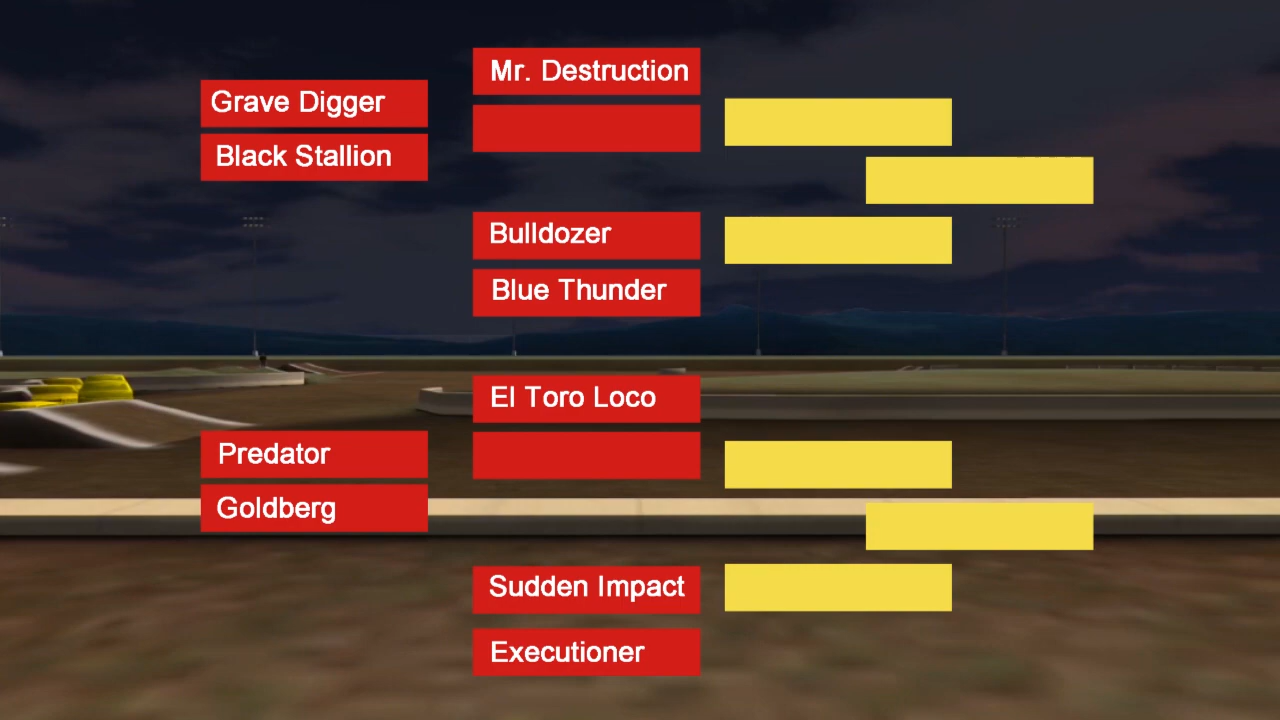 Mr. Destruction
Grave Digger
Black Stallion
Bulldozer
Blue Thunder
El Toro Loco
Predator
Goldberg
Sudden Impact
Executioner